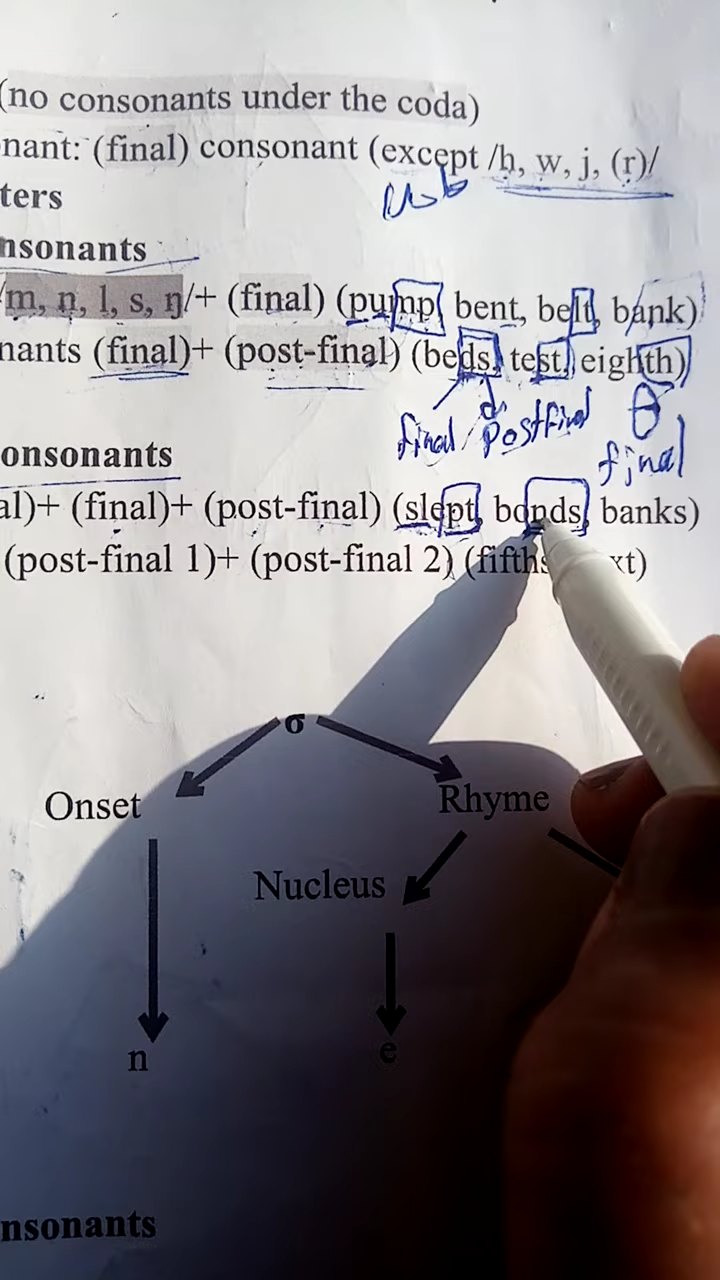 (no consonants under the coda)
nant: (final) consonant (except /h, w, j, (r)/
ters
nsonants
/m, n, l, s, ŋ/+ (final) (pump, bent, belt, bank)
nants (final)+ (post-final) (beds, test, eighth)
final / postfinal θ
final
onsonants
al)+ (final)+ (post-final) (slept, bonds, banks)
(post-final 1)+ (post-final 2) (fifths xt)
σ
Onset Rhyme
Nucleus
n e
nsonants